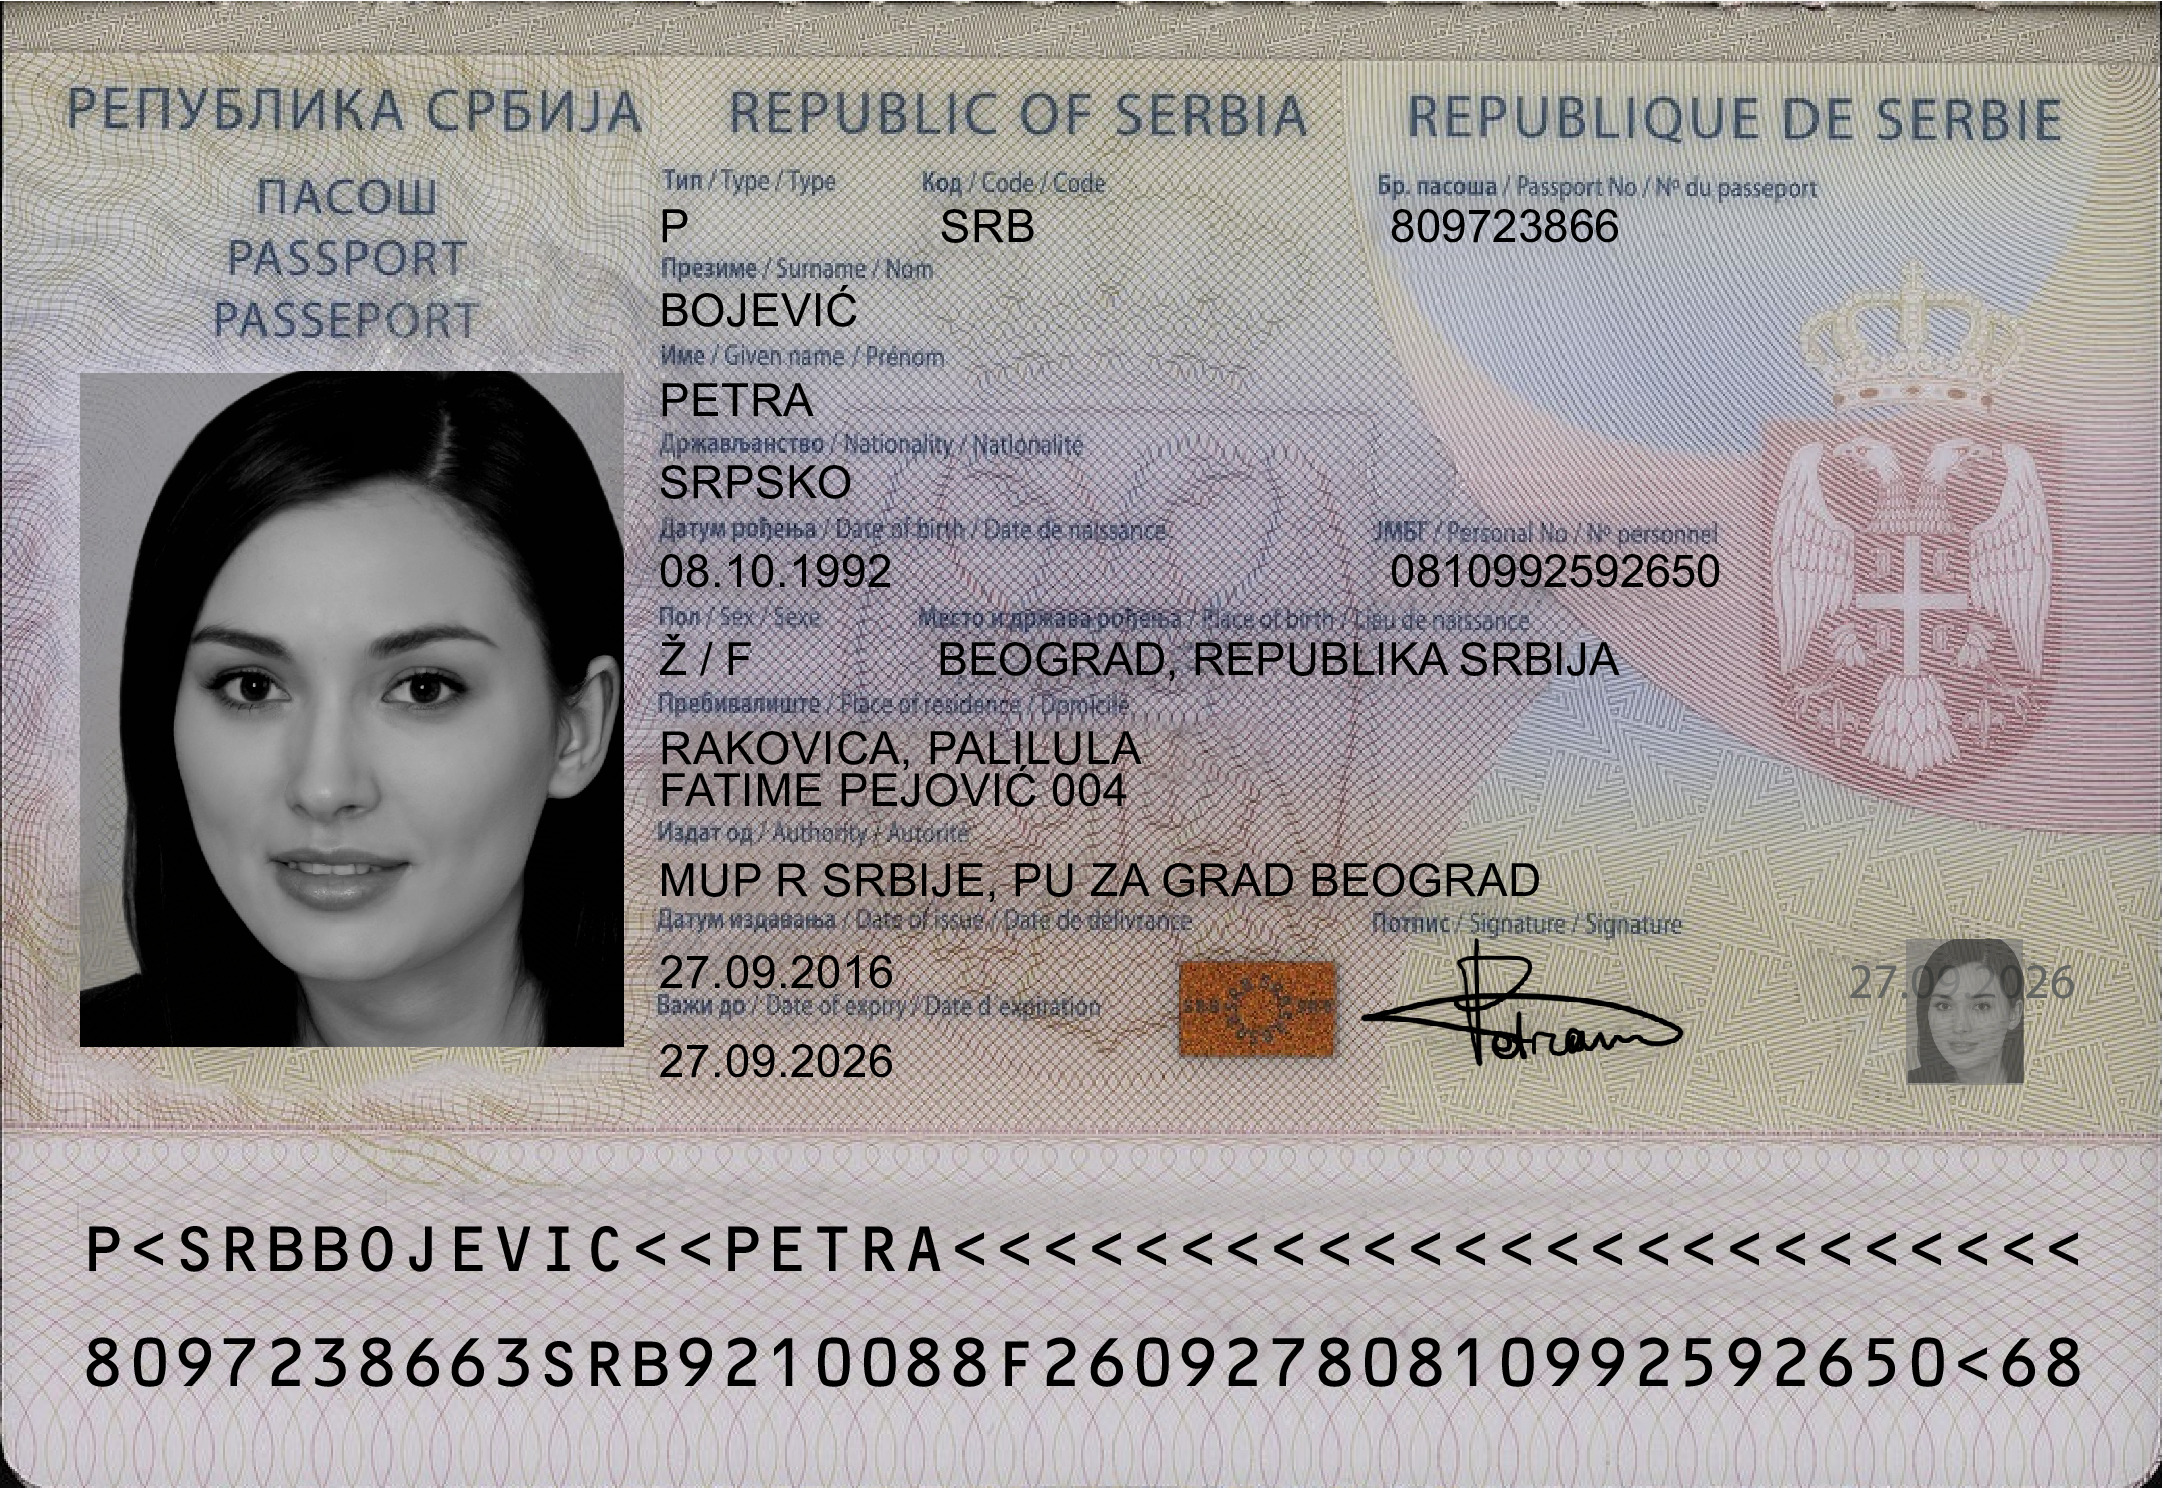 РЕПУБЛИКА СРБИЈА REPUBLIC OF SERBIA REPUBLIQUE DE SERBIE
ПАСОШ
PASSPORT
PASSEPORT
Тип / Type / Type Код / Code / Code Бр. пасоша / Passport No / Nº du passeport
P SRB 809723866
Презиме / Surname / Nom
BOJEVIĆ
Име / Given name / Prénom
PETRA
Држављанство / Nationality / Nationalité
SRPSKO
Датум рођења / Date of birth / Date de naissance ЈМБГ / Personal No / Nº personnel
08.10.1992 0810992592650
Пол / Sex / Sexe Место и држава рођења / Place of birth / Lieu de naissance
Ž / F BEOGRAD, REPUBLIKA SRBIJA
Пребивалиште / Place of residence / Domicile
RAKOVICA, PALILULA
FATIME PEJOVIĆ 004
Издат од / Authority / Autorité
MUP R SRBIJE, PU ZA GRAD BEOGRAD
Датум издавања / Date of issue / Date de délivrance Потпис / Signature / Signature
27.09.2016
27.09.2026
Важи до / Date of expiry / Date d expiration
27.09.2026
P<SRBBOJEVIC<<PETRA<<<<<<<<<<<<<<<<<<<<<<<<<
8097238663SRB9210088F26092780810992592650<68